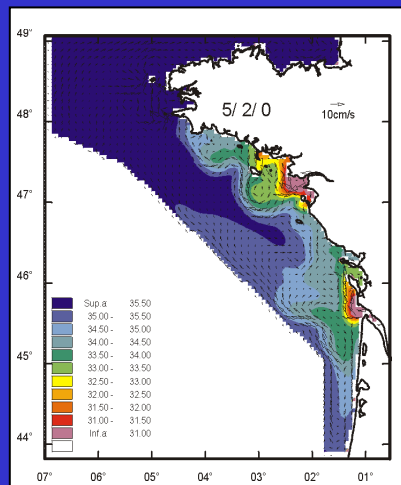 49°
5/ 2/ 0
10cm/s
48°
47°
46°
Sup.à 35.50
35.00 - 35.50
34.50 - 35.00
34.00 - 34.50
33.50 - 34.00
33.00 - 33.50
32.50 - 33.00
32.00 - 32.50
31.50 - 32.00
31.00 - 31.50
Inf.à 31.00
45°
44°
07° 06° 05° 04° 03° 02° 01°